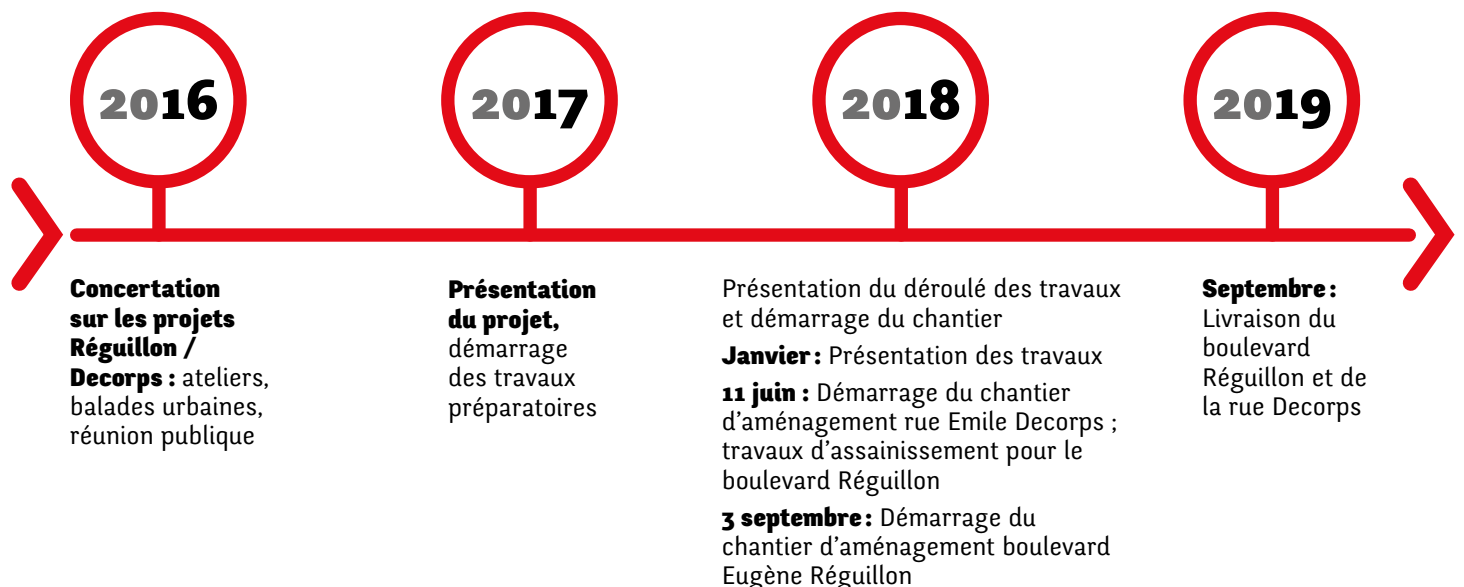 2016
2017
2018
2019
Concertation
sur les projets
Réguillon /
Decorps : ateliers,
balades urbaines,
réunion publique
Présentation
du projet,
démarrage
des travaux
préparatoires
Présentation du déroulé des travaux
et démarrage du chantier
Janvier : Présentation des travaux
11 juin : Démarrage du chantier
d'aménagement rue Emile Decorps ;
travaux d'assainissement pour le
boulevard Réguillon
3 septembre : Démarrage du
chantier d'aménagement boulevard
Eugène Réguillon
Septembre :
Livraison du
boulevard
Réguillon et de
la rue Decorps